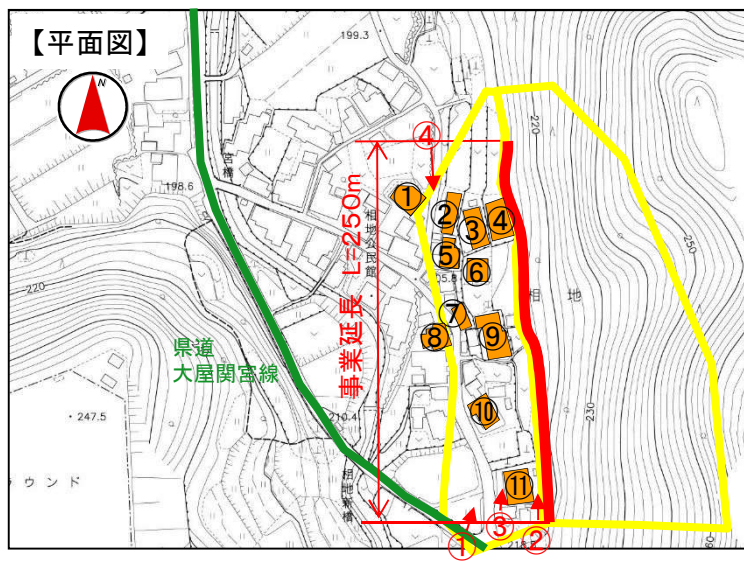 【平面図】
N
199.3
220
宮橋
198.6
④
①
②
③
④
⑤
⑥
相地公民館
事業延長 L=250m
250
220
相地
⑦
⑧
⑨
県道
大屋関宮線
⑩
230
247.5
210.4
ラウンド
相地新橋
⑪
①
③
②
60